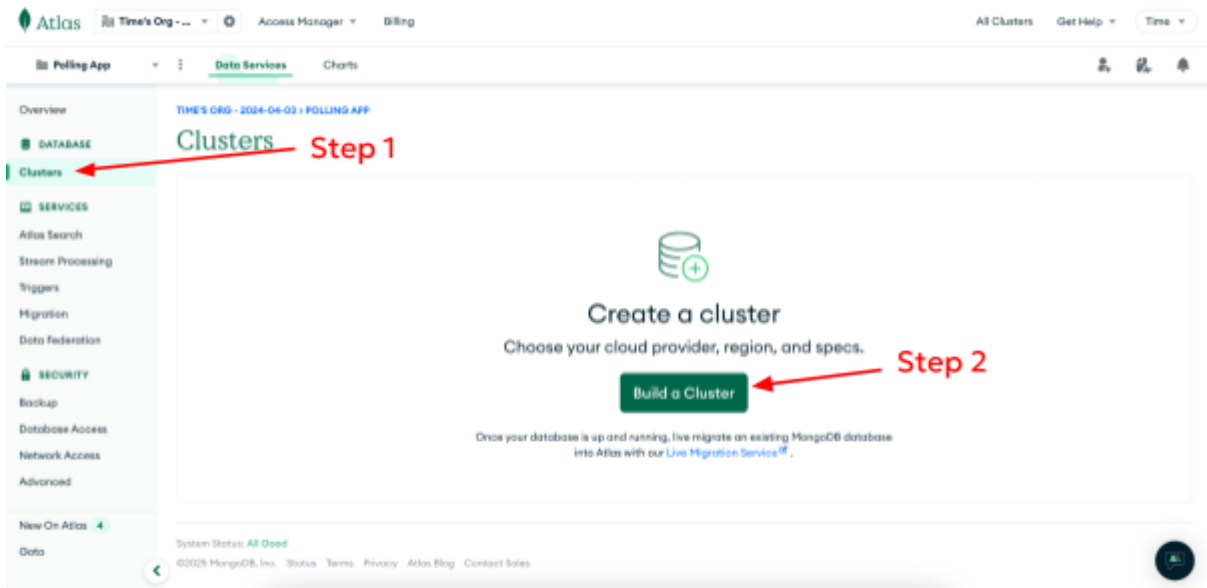 Atlas Time's Org - ... Access Manager Billing All Clusters Get Help Time
Polling App Data Services Charts
Overview
TIME'S ORG - 2024-04-03 > POLLING APP
DATABASE
Clusters
Step 1
Clusters
SERVICES
Atlas Search
Stream Processing
Triggers
Migration
Data Federation
SECURITY
Backup
Database Access
Network Access
Advanced
New On Atlas 4
Goto
Create a cluster
Choose your cloud provider, region, and specs.
Step 2
Build a Cluster
Once your database is up and running, live migrate an existing MongoDB database
into Atlas with our Live Migration Service.
System Status: All Good
©2025 MongoDB, Inc. Status Terms Privacy Atlas Blog Contact Sales